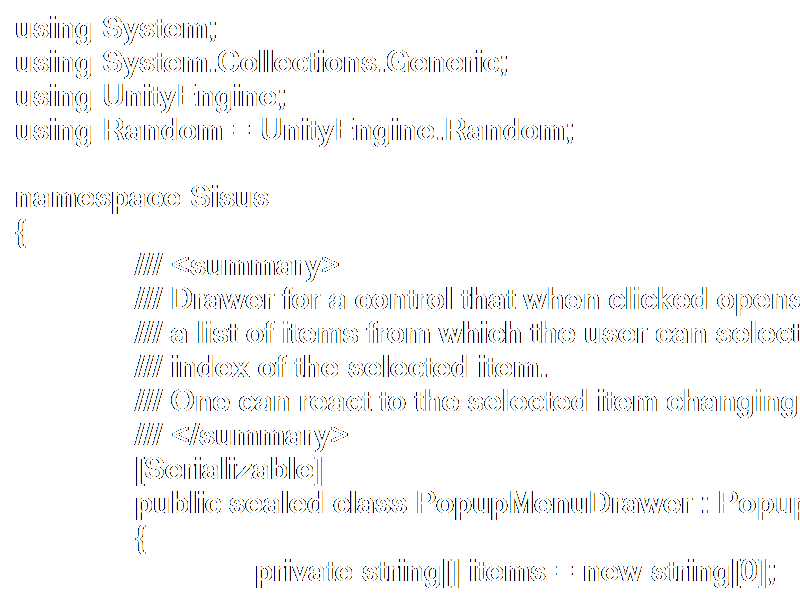 using System;
using System.Collections.Generic;
using UnityEngine;
using Random = UnityEngine.Random;

namespace Sisus
{
/// <summary>
/// Drawer for a control that when clicked opens
/// a list of items from which the user can select
/// index of the selected item.
/// One can react to the selected item changing
/// </summary>
[Serializable]
public sealed class PopupMenuDrawer : Popup
{
private string[] items = new string[0];